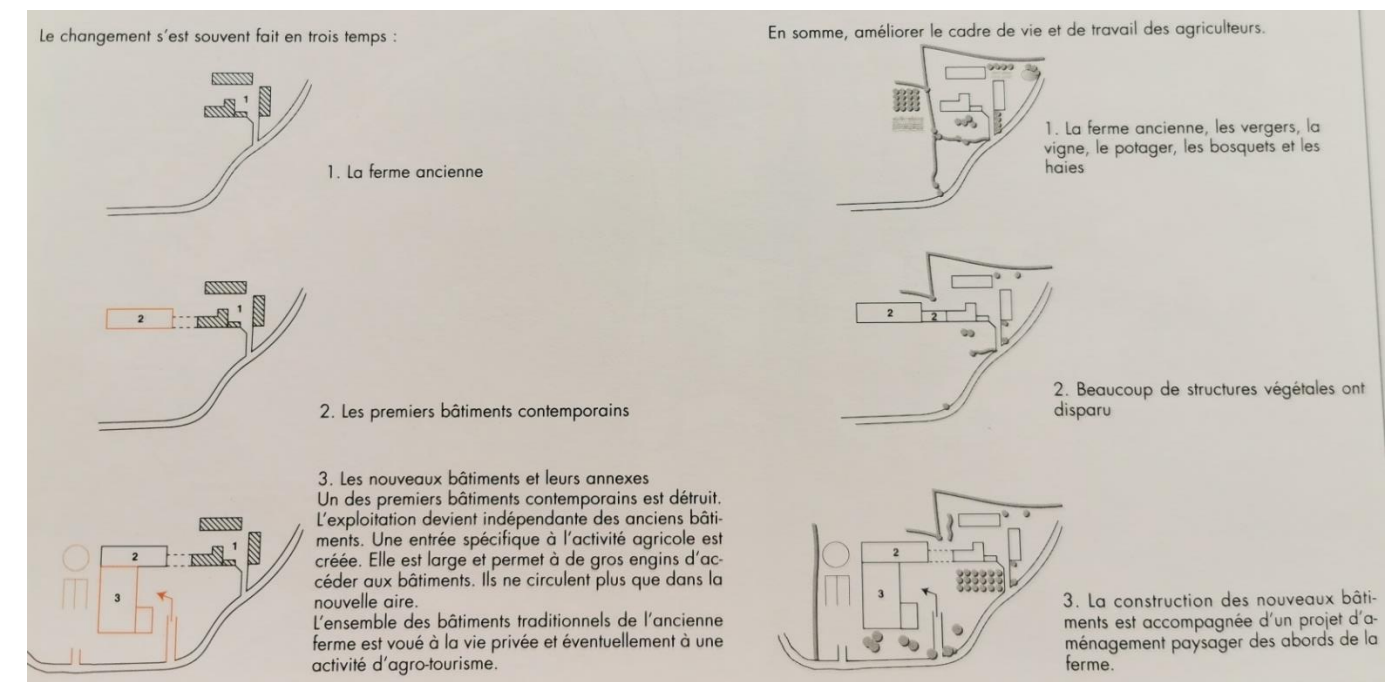 Le changement s'est souvent fait en trois temps :
1
1. La ferme ancienne
2
1
2. Les premiers bâtiments contemporains
3. Les nouveaux bâtiments et leurs annexes
Un des premiers bâtiments contemporains est détruit.
L'exploitation devient indépendante des anciens bâti-
ments. Une entrée spécifique à l'activité agricole est
créée. Elle est large et permet à de gros engins d'ac-
céder aux bâtiments. Ils ne circulent plus que dans la
nouvelle aire.
L'ensemble des bâtiments traditionnels de l'ancienne
ferme est voué à la vie privée et éventuellement à une
activité d'agro-tourisme.
1
2
3
En somme, améliorer le cadre de vie et de travail des agriculteurs.
1. La ferme ancienne, les vergers, la
vigne, le potager, les bosquets et les
haies
2
2
2. Beaucoup de structures végétales ont
disparu
2
3
3. La construction des nouveaux bâti-
ments est accompagnée d'un projet d'a-
ménagement paysager des abords de la
ferme.